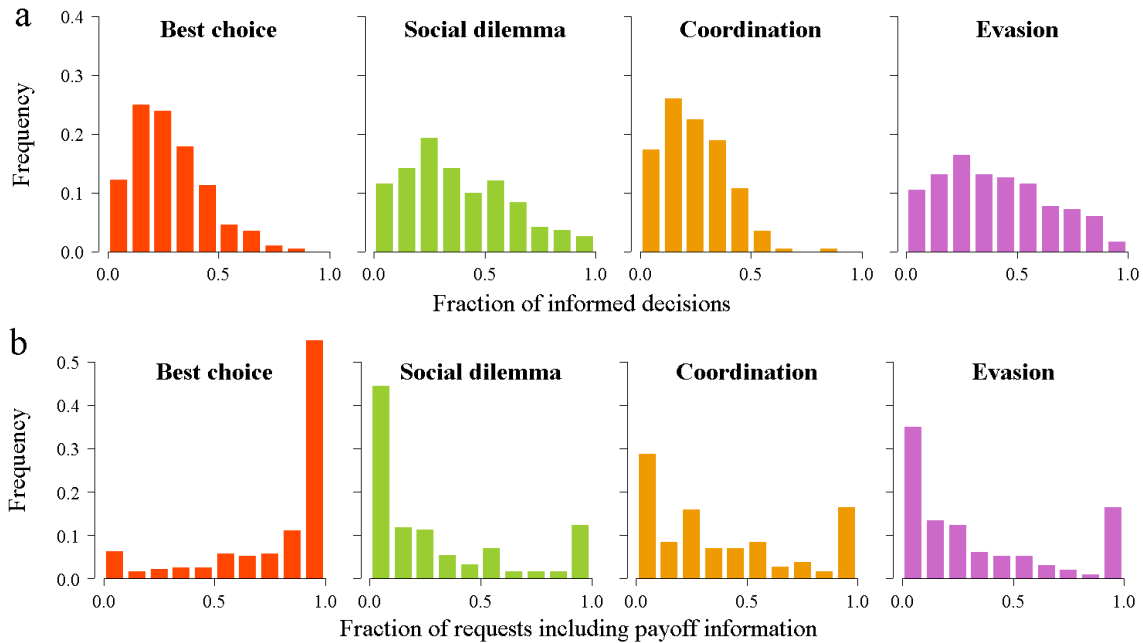 a
Best choice Social dilemma Coordination Evasion
Frequency
0.4
0.3
0.2
0.1
0.0
0.0 0.5 1.0 0.0 0.5 1.0 0.0 0.5 1.0 0.0 0.5 1.0
Fraction of informed decisions
b
Best choice Social dilemma Coordination Evasion
Frequency
0.5
0.4
0.3
0.2
0.1
0.0
0.0 0.5 1.0 0.0 0.5 1.0 0.0 0.5 1.0 0.0 0.5 1.0
Fraction of requests including payoff information